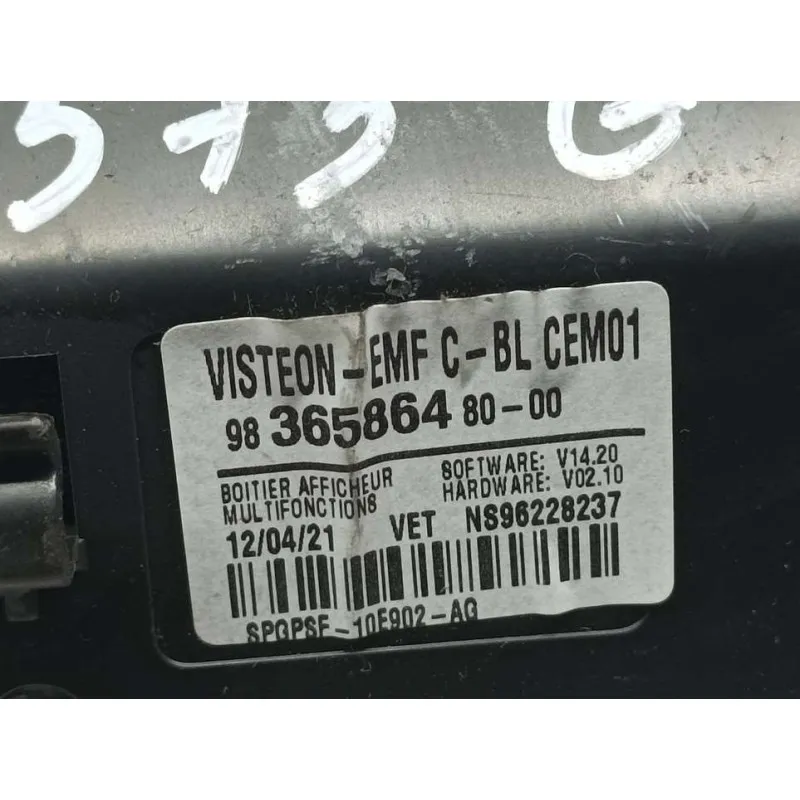 575 G
VISTEON-EMF C-BL CEM01
98 365864 80-00
BOITIER AFFICHEUR
MULTIFONCTIONS
SOFTWARE: V14.20
HARDWARE: V02.10
12/04/21 VET NS96228237
SPGPSF-10E902-AG